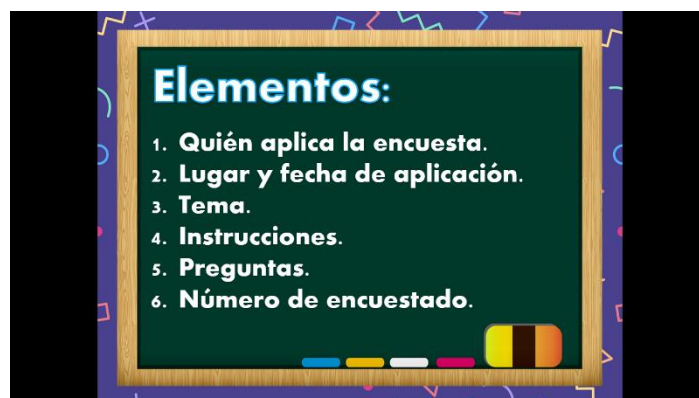 Elementos:
1. Quién aplica la encuesta.
2. Lugar y fecha de aplicación.
3. Tema.
4. Instrucciones.
5. Preguntas.
6. Número de encuestado.